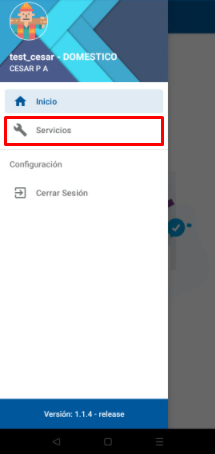 test_cesar - DOMESTICO
CESAR P A
Inicio
Servicios
Configuración
Cerrar Sesión
Versión: 1.1.4 - release